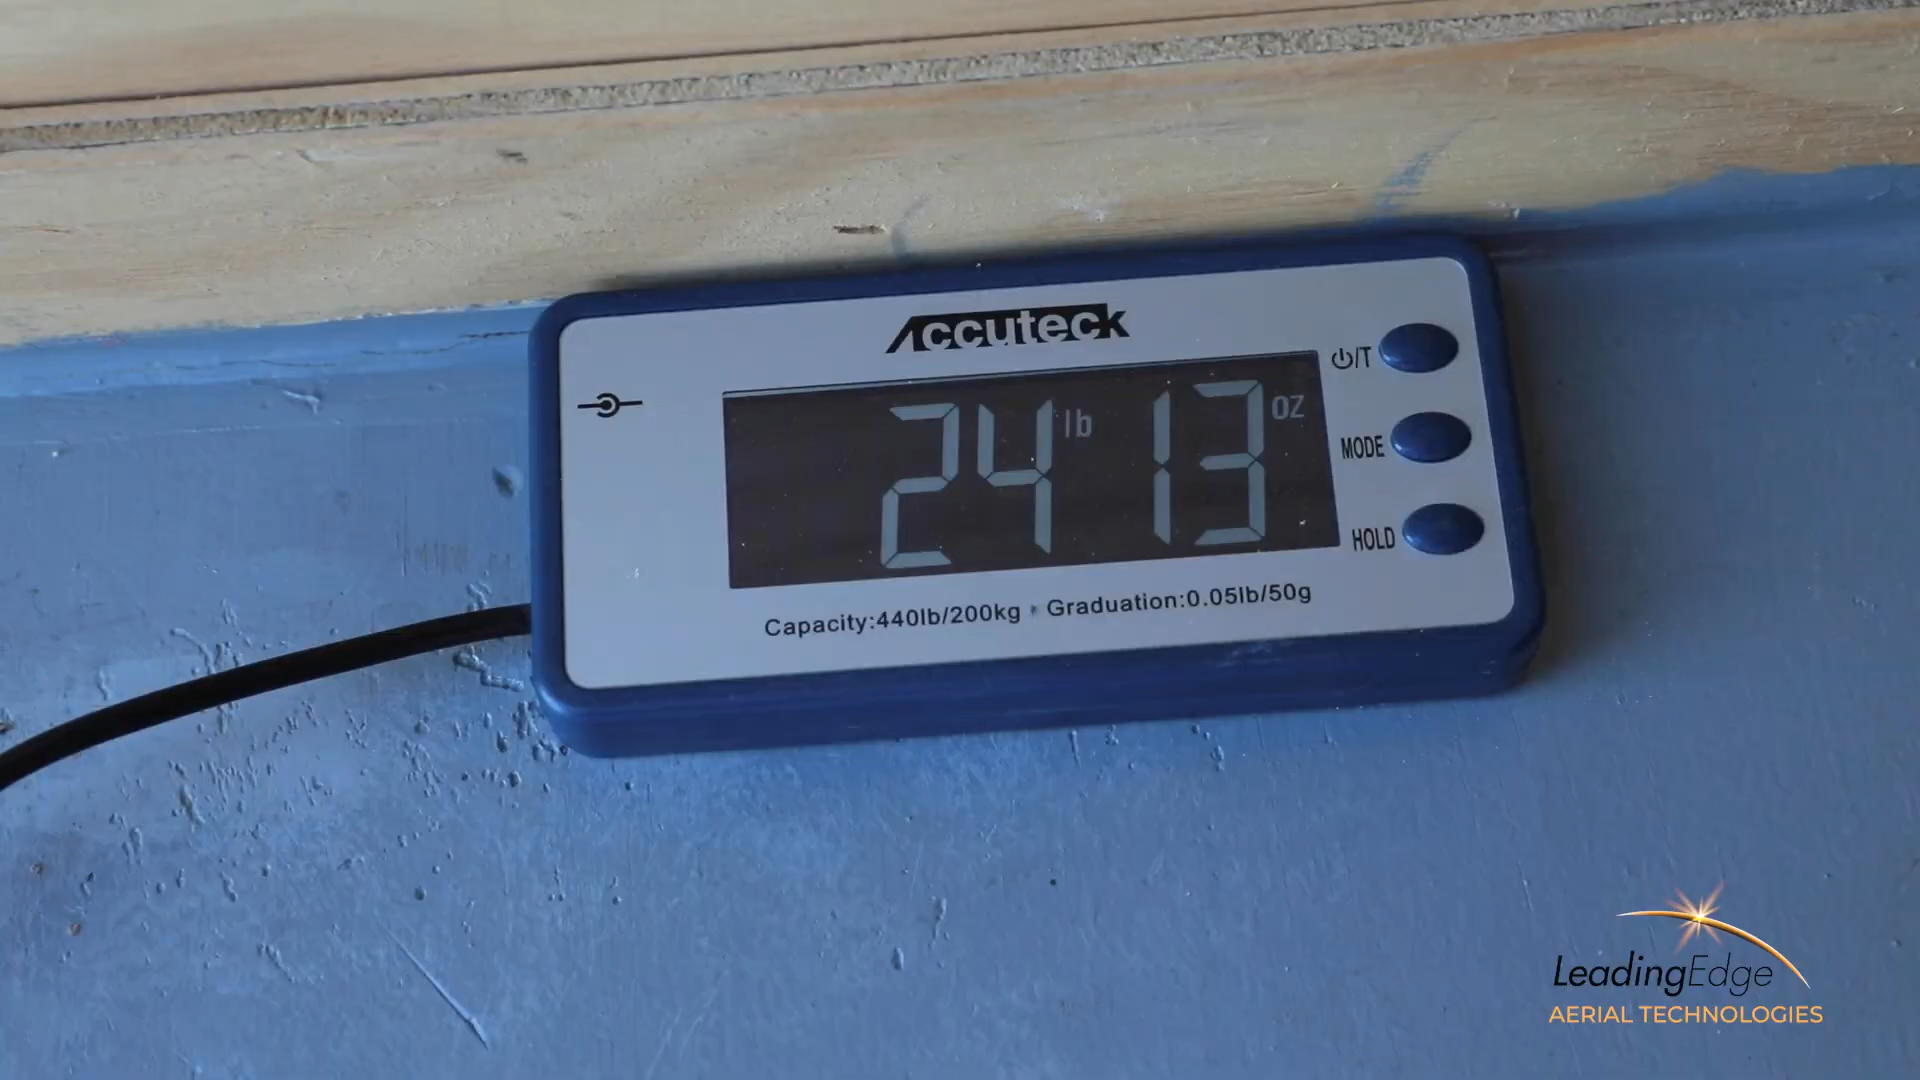 Accuteck
24 lb 13 oz
⏻/T
MODE
HOLD
Capacity:440lb/200kg · Graduation:0.05lb/50g
LeadingEdge
AERIAL TECHNOLOGIES